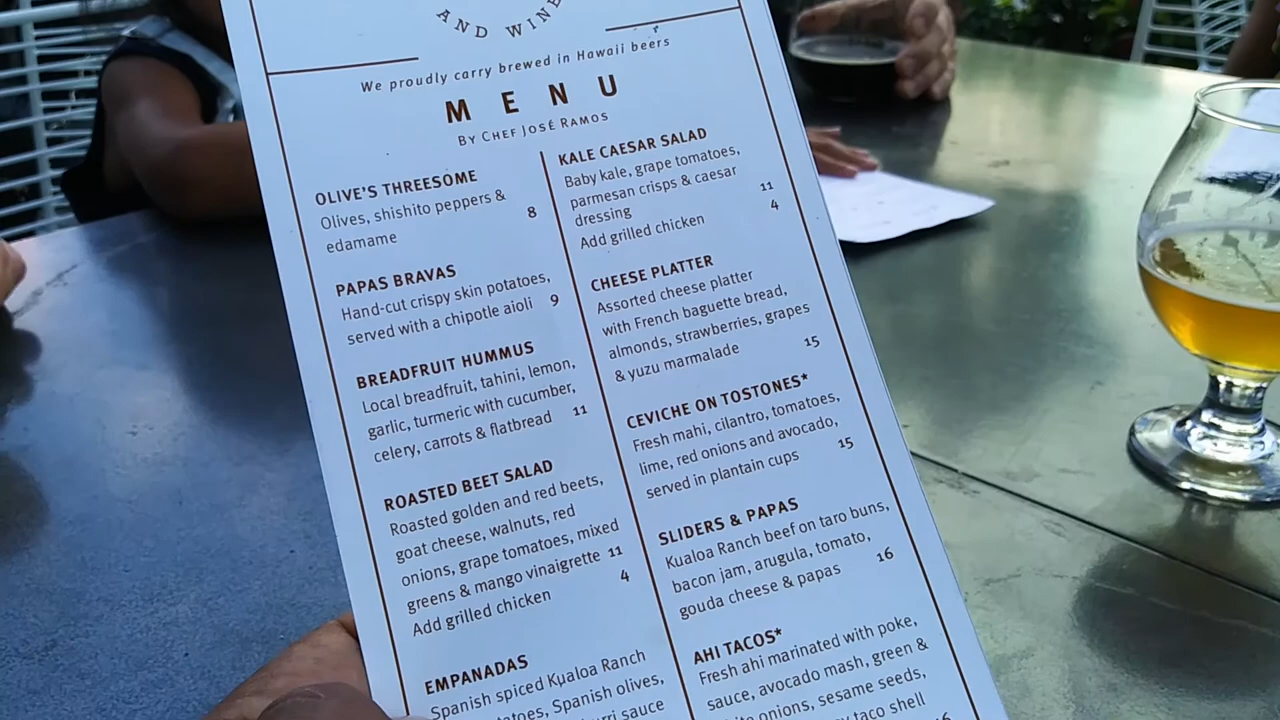 AND WINE
We proudly carry brewed in Hawaii beers
MENU
BY CHEF JOSÉ RAMOS
OLIVE'S THREESOME
Olives, shishito peppers &
edamame 8
PAPAS BRAVAS
Hand-cut crispy skin potatoes,
served with a chipotle aioli 9
BREADFRUIT HUMMUS
Local breadfruit, tahini, lemon,
garlic, turmeric with cucumber,
celery, carrots & flatbread 11
ROASTED BEET SALAD
Roasted golden and red beets,
goat cheese, walnuts, red
onions, grape tomatoes, mixed
greens & mango vinaigrette 11
Add grilled chicken 4
EMPANADAS
Spanish spiced Kualoa Ranch
Spanish olives,
sauce
KALE CAESAR SALAD
Baby kale, grape tomatoes,
parmesan crisps & caesar
dressing 11
Add grilled chicken 4
CHEESE PLATTER
Assorted cheese platter
with French baguette bread,
almonds, strawberries, grapes
& yuzu marmalade 15
CEVICHE ON TOSTONES*
Fresh mahi, cilantro, tomatoes,
lime, red onions and avocado,
served in plantain cups 15
SLIDERS & PAPAS
Kualoa Ranch beef on taro buns,
bacon jam, arugula, tomato,
gouda cheese & papas 16
AHI TACOS*
Fresh ahi marinated with poke,
sauce, avocado mash, green &
onions, sesame seeds,
taco shell